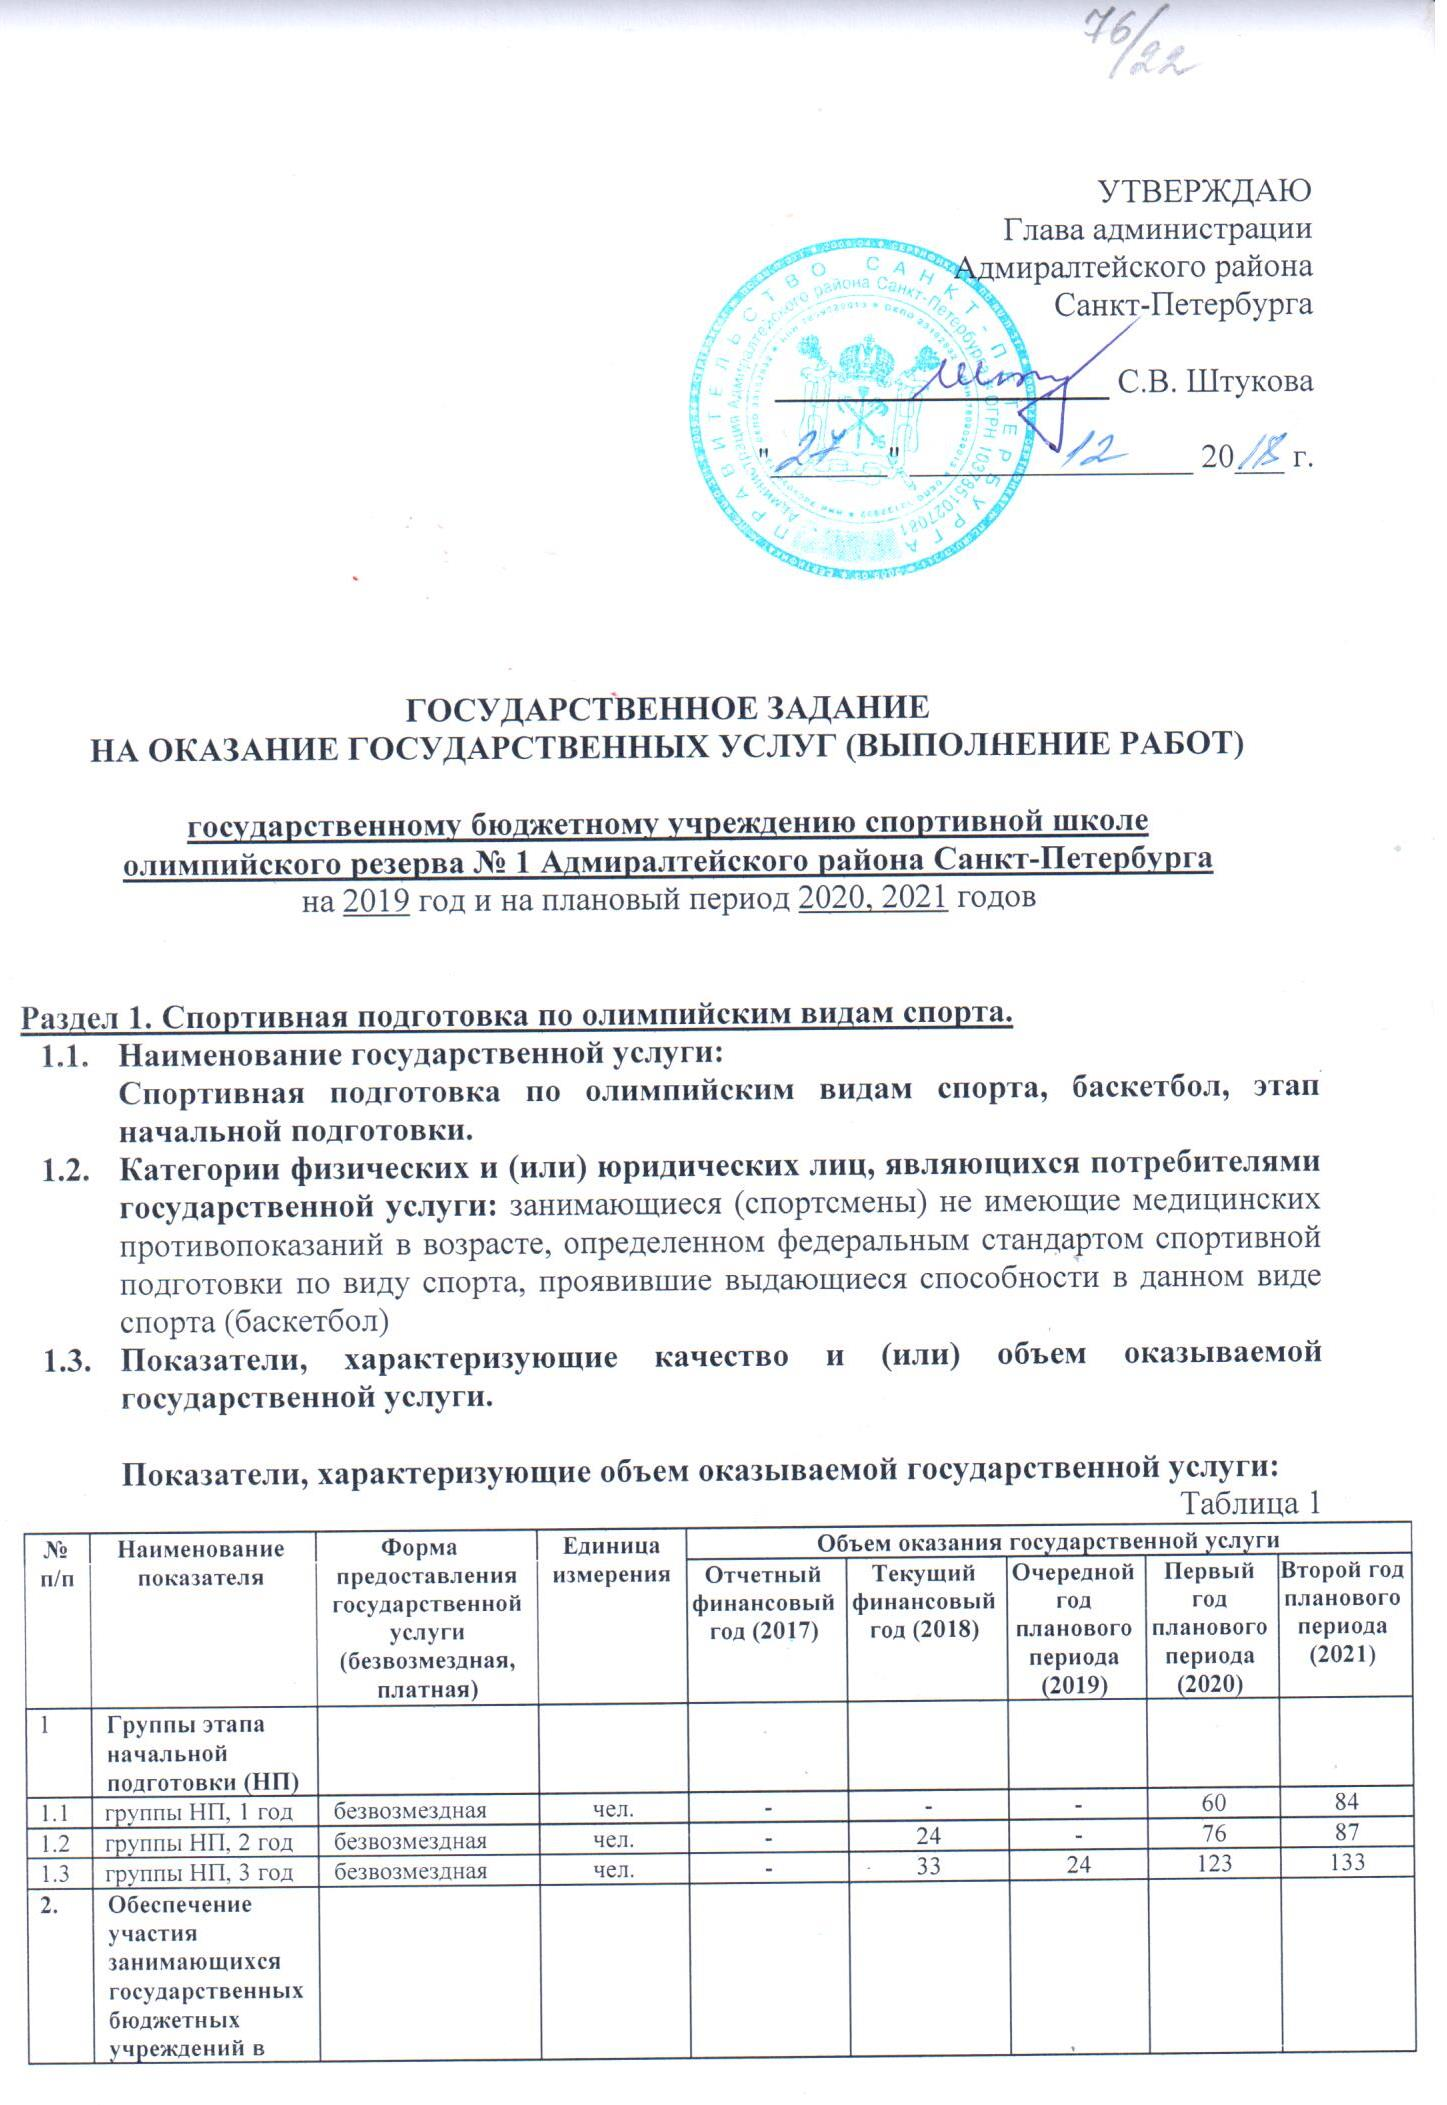 76/22
УТВЕРЖДАЮ
Глава администрации
Адмиралтейского района
Санкт-Петербурга
С.В. Штукова
"27" 12 2018 г.
ПРАВИТЕЛЬСТВО САНКТ-ПЕТЕРБУРГА
Администрация Адмиралтейского района Санкт-Петербурга ОГРН 1037851027081
ГОСУДАРСТВЕННОЕ ЗАДАНИЕ
НА ОКАЗАНИЕ ГОСУДАРСТВЕННЫХ УСЛУГ (ВЫПОЛНЕНИЕ РАБОТ)
государственному бюджетному учреждению спортивной школе
олимпийского резерва № 1 Адмиралтейского района Санкт-Петербурга
на 2019 год и на плановый период 2020, 2021 годов
Раздел 1. Спортивная подготовка по олимпийским видам спорта.
1.1. Наименование государственной услуги:
Спортивная подготовка по олимпийским видам спорта, баскетбол, этап
начальной подготовки.
1.2. Категории физических и (или) юридических лиц, являющихся потребителями
государственной услуги: занимающиеся (спортсмены) не имеющие медицинских
противопоказаний в возрасте, определенном федеральным стандартом спортивной
подготовки по виду спорта, проявившие выдающиеся способности в данном виде
спорта (баскетбол)
1.3. Показатели, характеризующие качество и (или) объем оказываемой
государственной услуги.
Показатели, характеризующие объем оказываемой государственной услуги:
Таблица 1
№
п/п
Наименование
показателя
Форма
предоставления
государственной
услуги
(безвозмездная,
платная)
Единица
измерения
Объем оказания государственной услуги
Отчетный
финансовый
год (2017)
Текущий
финансовый
год (2018)
Очередной
год
планового
периода
(2019)
Первый
год
планового
периода
(2020)
Второй год
планового
периода
(2021)
1 Группы этапа
начальной
подготовки (НП)
1.1 группы НП, 1 год безвозмездная чел. - - - 60 84
1.2 группы НП, 2 год безвозмездная чел. - 24 - 76 87
1.3 группы НП, 3 год безвозмездная чел. - 33 24 123 133
2. Обеспечение
участия
занимающихся
государственных
бюджетных
учреждений в